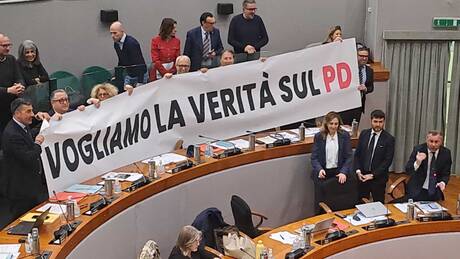 VOGLIAMO LA VERITÀ SUL PD